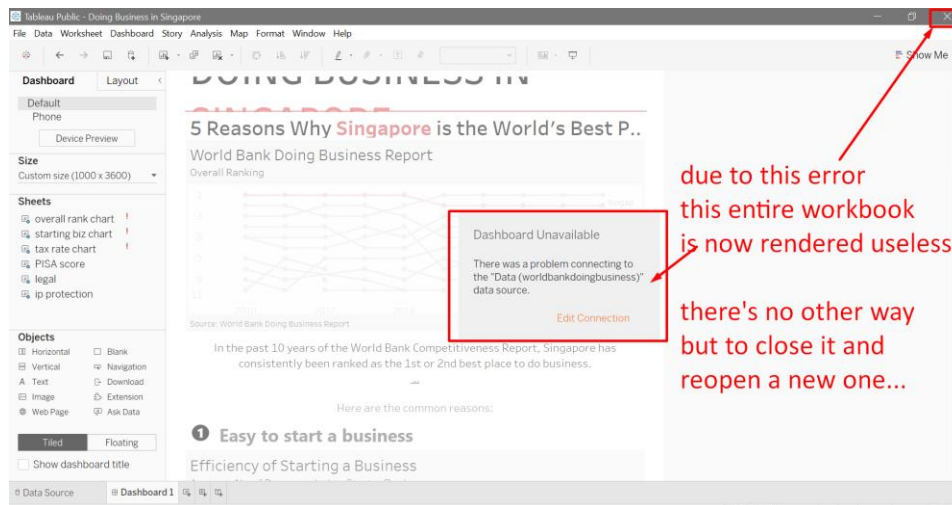 Tableau Public - Doing Business in Singapore
File Data Worksheet Dashboard Story Analysis Map Format Window Help
Show Me
Dashboard Layout
Default
Phone
Device Preview
Size
Custom size (1000 x 3600)
Sheets
overall rank chart !
starting biz chart !
tax rate chart !
PISA score
legal
ip protection
Objects
Horizontal Blank
Vertical Navigation
A Text Download
Image Extension
Web Page Ask Data
Tiled Floating
Show dashboard title
Data Source Dashboard 1
DOING BUSINESS IN
SINGAPORE
5 Reasons Why Singapore is the World's Best P..
World Bank Doing Business Report
Overall Ranking
Source: World Bank Doing Business Report
In the past 10 years of the World Bank Competitiveness Report, Singapore has
consistently been ranked as the 1st or 2nd best place to do business.
Here are the common reasons:
1 Easy to start a business
Efficiency of Starting a Business
Dashboard Unavailable
There was a problem connecting to
the "Data (worldbankdoingbusiness)"
data source.
Edit Connection
due to this error
this entire workbook
is now rendered useless
there's no other way
but to close it and
reopen a new one...